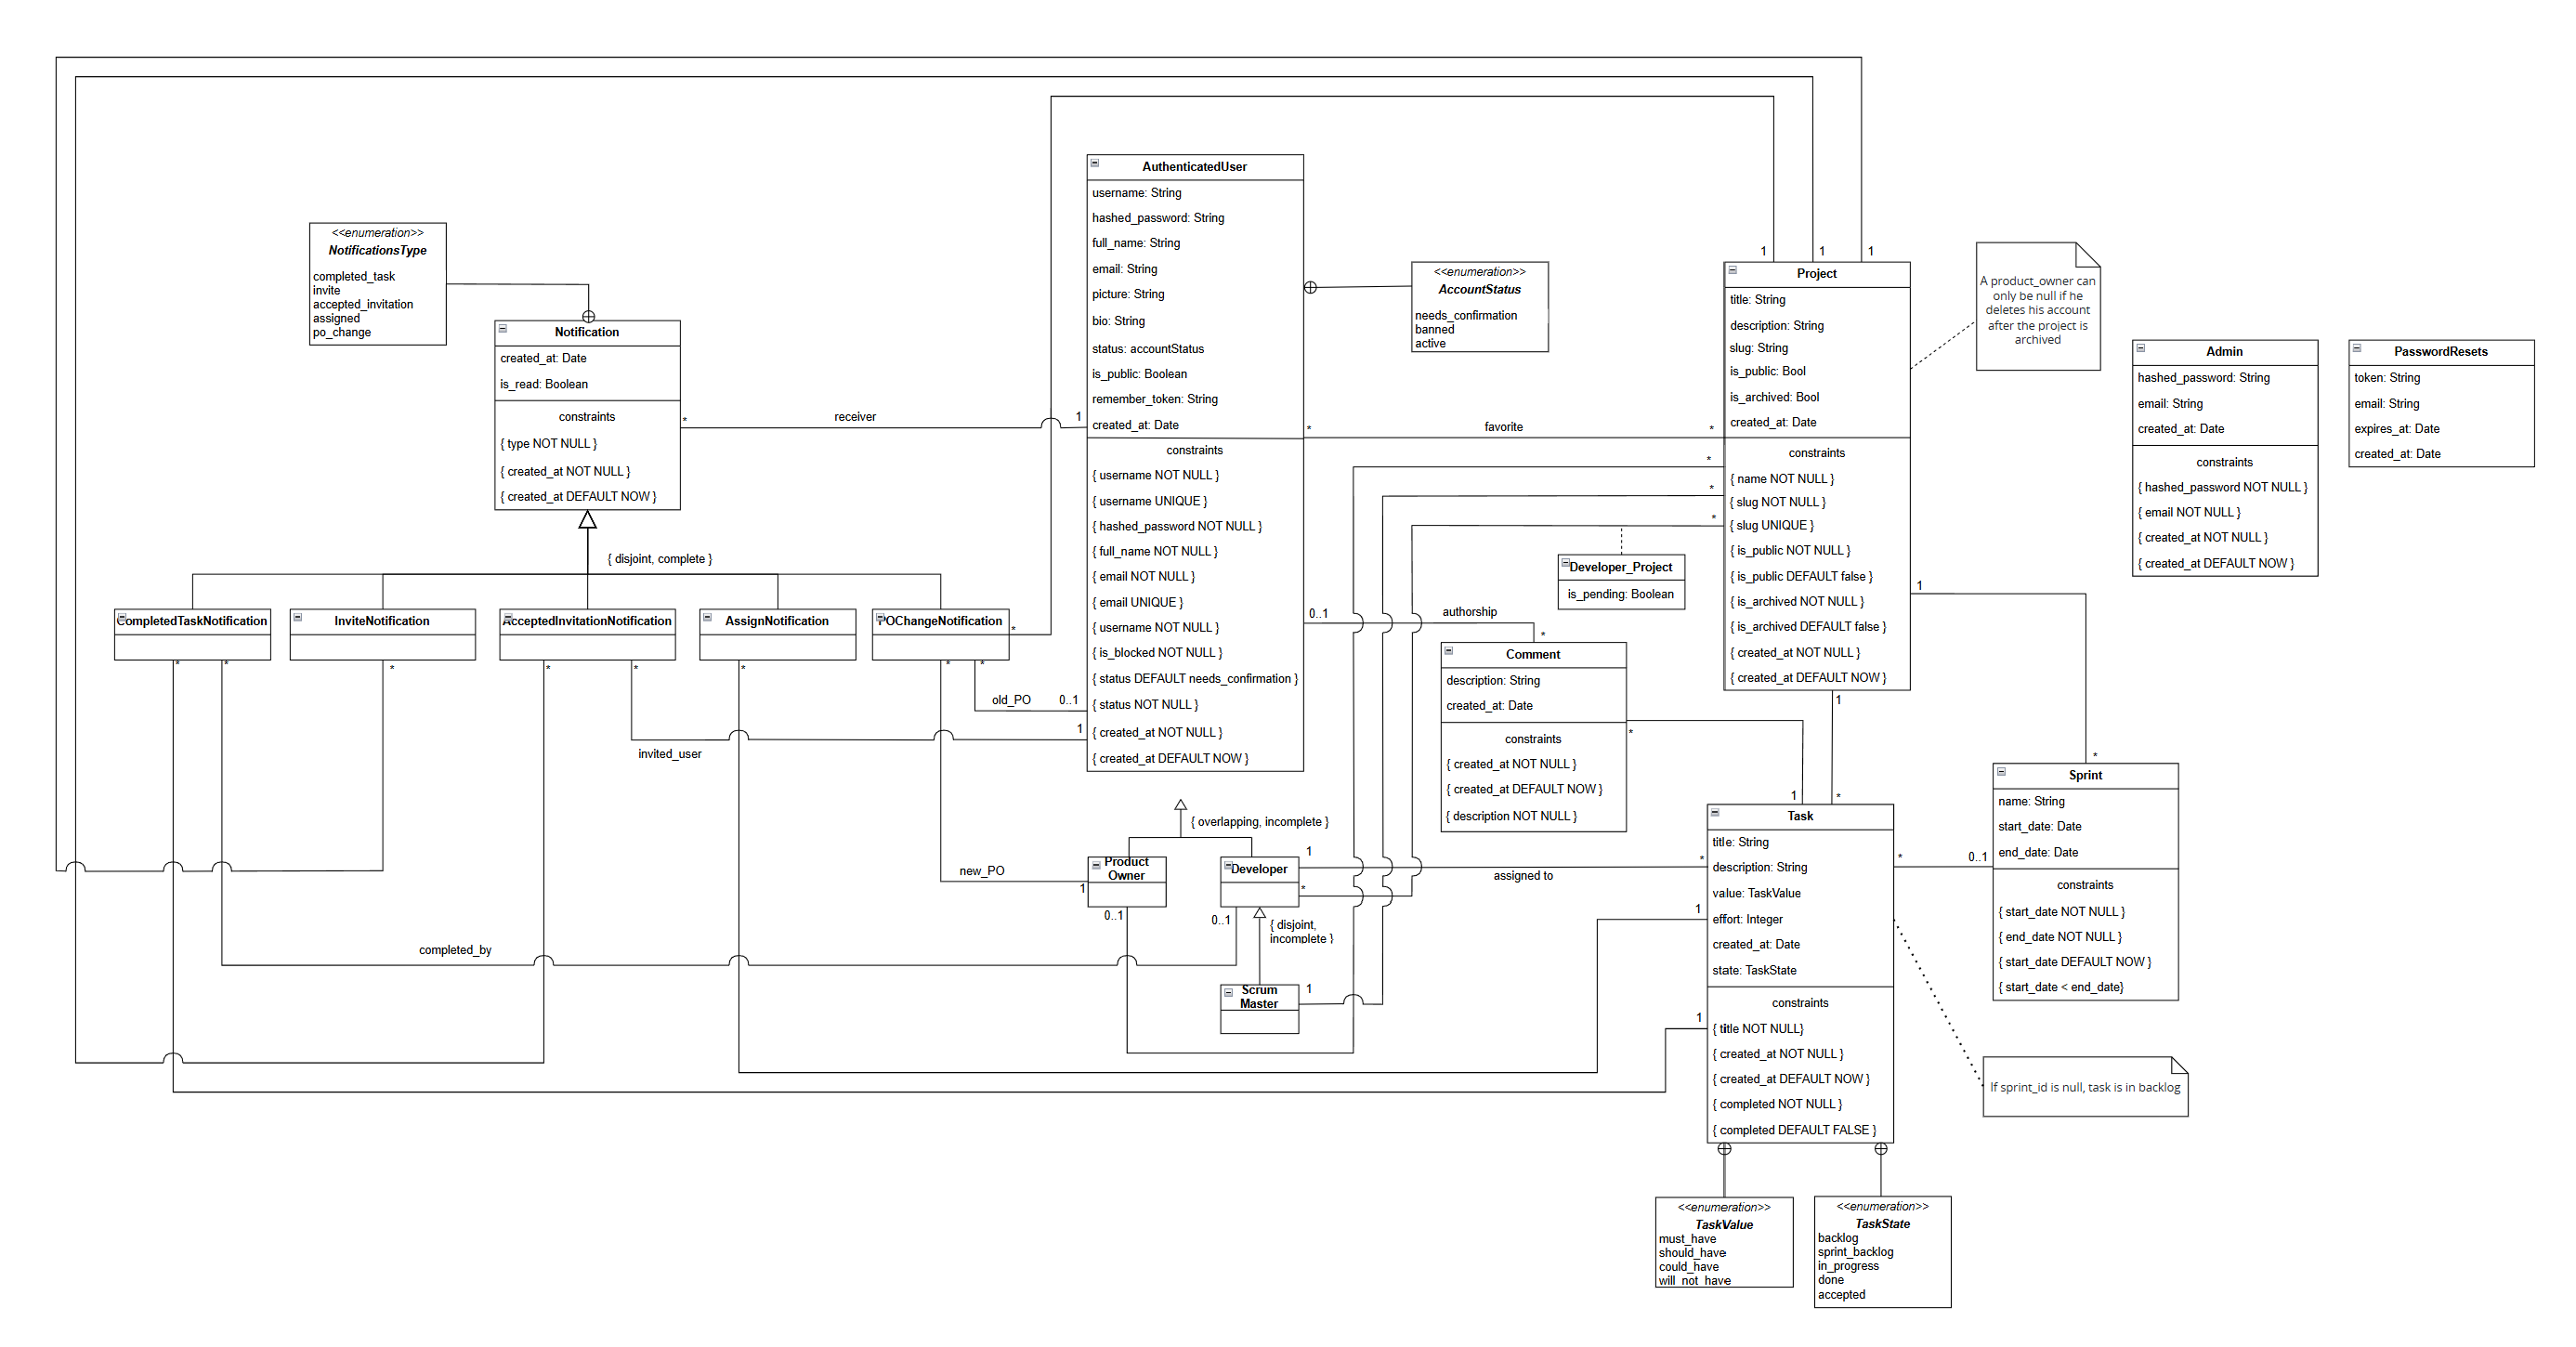 <<enumeration>>
NotificationsType
completed_task
invite
accepted_invitation
assigned
po_change
Notification
created_at: Date
is_read: Boolean
constraints
{ type NOT NULL }
{ created_at NOT NULL }
{ created_at DEFAULT NOW }
*
receiver
1
{ disjoint, complete }
CompletedTaskNotification
*
*
InviteNotification
*
AcceptedInvitationNotification
*
*
AssignNotification
*
POChangeNotification
*
*
*
old_PO
0..1
invited_user
1
new_PO
1
completed_by
AuthenticatedUser
username: String
hashed_password: String
full_name: String
email: String
picture: String
bio: String
status: accountStatus
is_public: Boolean
remember_token: String
created_at: Date
constraints
{ username NOT NULL }
{ username UNIQUE }
{ hashed_password NOT NULL }
{ full_name NOT NULL }
{ email NOT NULL }
{ email UNIQUE }
{ username NOT NULL }
{ is_blocked NOT NULL }
{ status DEFAULT needs_confirmation }
{ status NOT NULL }
{ created_at NOT NULL }
{ created_at DEFAULT NOW }
<<enumeration>>
AccountStatus
needs_confirmation
banned
active
*
favorite
*
*
*
*
0..1
authorship
*
{ overlapping, incomplete }
Product
Owner
0..1
Developer
1
*
0..1
assigned to
*
{ disjoint,
incomplete }
Scrum
Master
1
Developer_Project
is_pending: Boolean
Comment
description: String
created_at: Date
constraints
{ created_at NOT NULL }
{ created_at DEFAULT NOW }
{ description NOT NULL }
*
1
1
1
1
Project
title: String
description: String
slug: String
is_public: Bool
is_archived: Bool
created_at: Date
constraints
{ name NOT NULL }
{ slug NOT NULL }
{ slug UNIQUE }
{ is_public NOT NULL }
{ is_public DEFAULT false }
{ is_archived NOT NULL }
{ is_archived DEFAULT false }
{ created_at NOT NULL }
{ created_at DEFAULT NOW }
1
1
1
*
*
A product_owner can
only be null if he
deletes his account
after the project is
archived
Task
title: String
description: String
value: TaskValue
effort: Integer
created_at: Date
state: TaskState
constraints
{ title NOT NULL}
{ created_at NOT NULL }
{ created_at DEFAULT NOW }
{ completed NOT NULL }
{ completed DEFAULT FALSE }
1
1
*
0..1
Sprint
name: String
start_date: Date
end_date: Date
constraints
{ start_date NOT NULL }
{ end_date NOT NULL }
{ start_date DEFAULT NOW }
{ start_date < end_date}
If sprint_id is null, task is in backlog
<<enumeration>>
TaskValue
must_have
should_have
could_have
will_not_have
<<enumeration>>
TaskState
backlog
sprint_backlog
in_progress
done
accepted
Admin
hashed_password: String
email: String
created_at: Date
constraints
{ hashed_password NOT NULL }
{ email NOT NULL }
{ created_at NOT NULL }
{ created_at DEFAULT NOW }
PasswordResets
token: String
email: String
expires_at: Date
created_at: Date